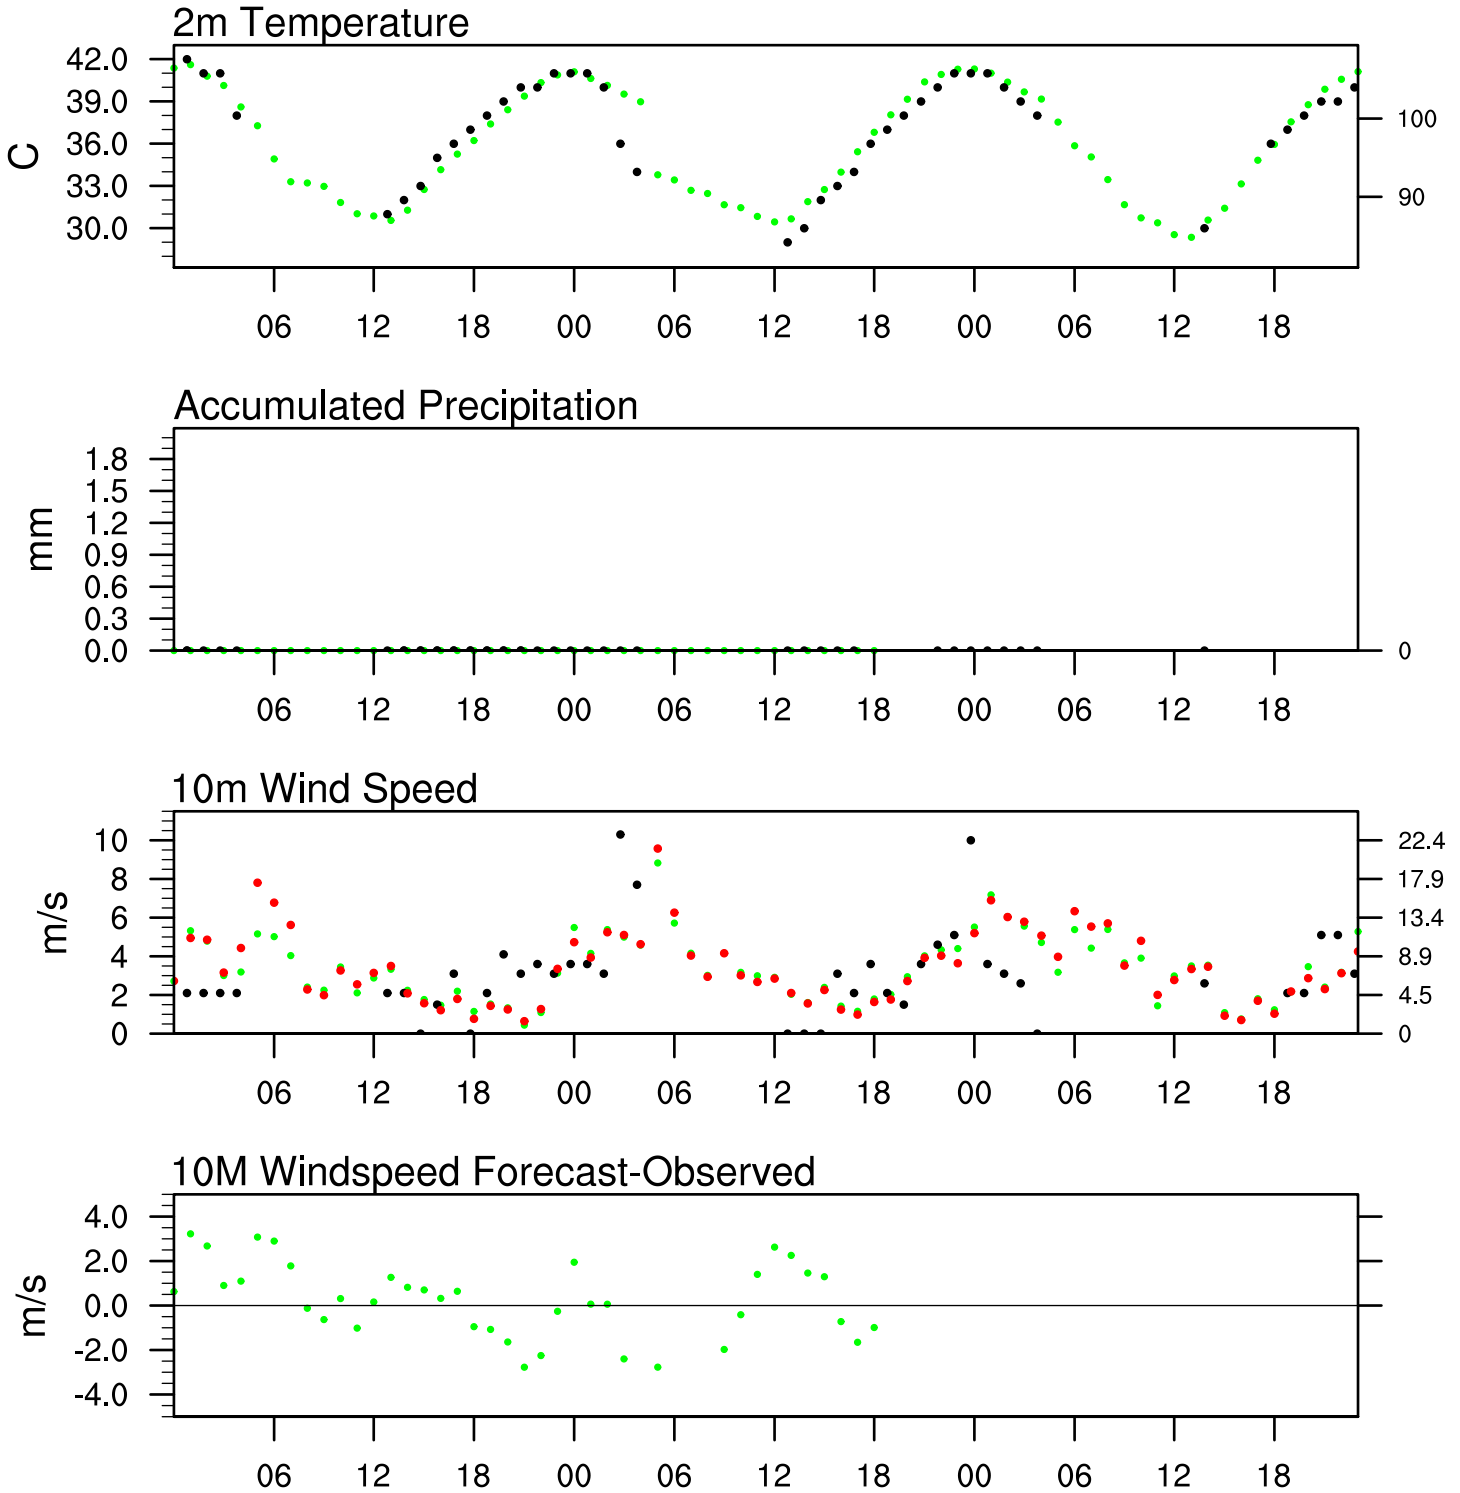 2m Temperature
42.0
39.0
36.0
33.0
30.0
C
100
90
06 12 18 00 06 12 18 00 06 12 18
Accumulated Precipitation
1.8
1.5
1.2
0.9
0.6
0.3
0.0
mm
0
06 12 18 00 06 12 18 00 06 12 18
10m Wind Speed
10
8
6
4
2
0
m/s
22.4
17.9
13.4
8.9
4.5
0
06 12 18 00 06 12 18 00 06 12 18
10M Windspeed Forecast-Observed
4.0
2.0
0.0
-2.0
-4.0
m/s
06 12 18 00 06 12 18 00 06 12 18